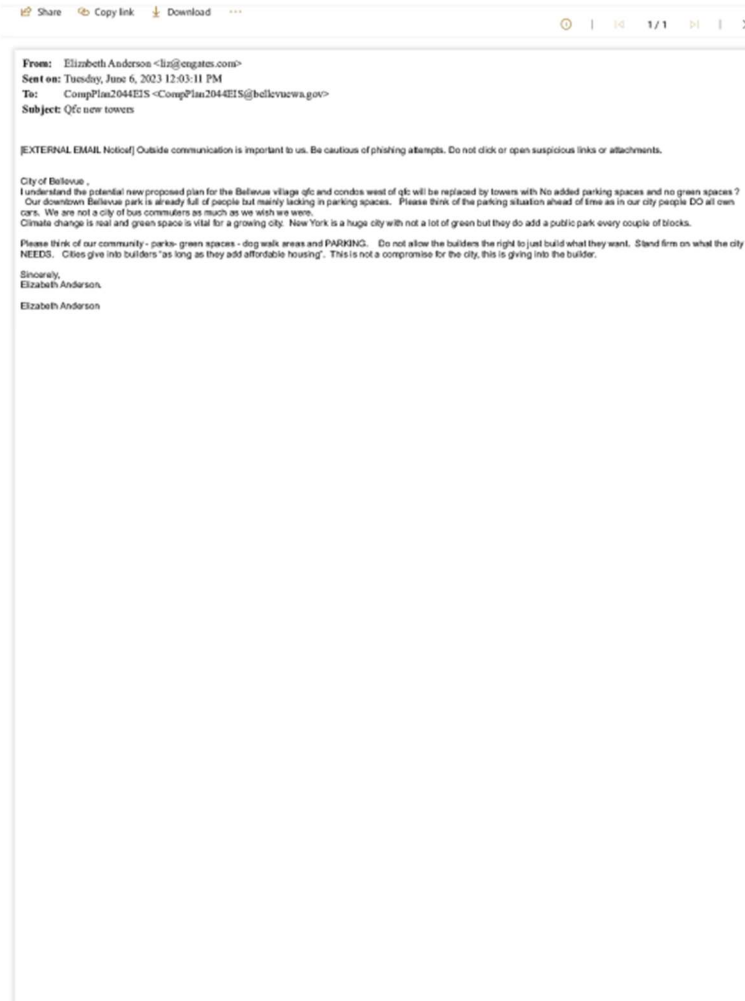 Share Copy link Download ...
1/1
From: Elizabeth Anderson <liz@engates.com>
Sent on: Tuesday, June 6, 2023 12:03:11 PM
To: CompPlan2044EIS <CompPlan2044EIS@bellevuewa.gov>
Subject: Qfc new towers
[EXTERNAL EMAIL Notice!] Outside communication is important to us. Be cautious of phishing attempts. Do not click or open suspicious links or attachments.
City of Bellevue ,
I understand the potential new proposed plan for the Bellevue village qfc and condos west of qfc will be replaced by towers with No added parking spaces and no green spaces ?
Our downtown Bellevue park is already full of people but mainly lacking in parking spaces. Please think of the parking situation ahead of time as in our city people DO all own
cars. We are not a city of bus commuters as much as we wish we were.
Climate change is real and green space is vital for a growing city. New York is a huge city with not a lot of green but they do add a public park every couple of blocks.
Please think of our community - parks- green spaces - dog walk areas and PARKING. Do not allow the builders the right to just build what they want. Stand firm on what the city
NEEDS. Cities give into builders "as long as they add affordable housing". This is not a compromise for the city, this is giving into the builder.
Sincerely,
Elizabeth Anderson.
Elizabeth Anderson